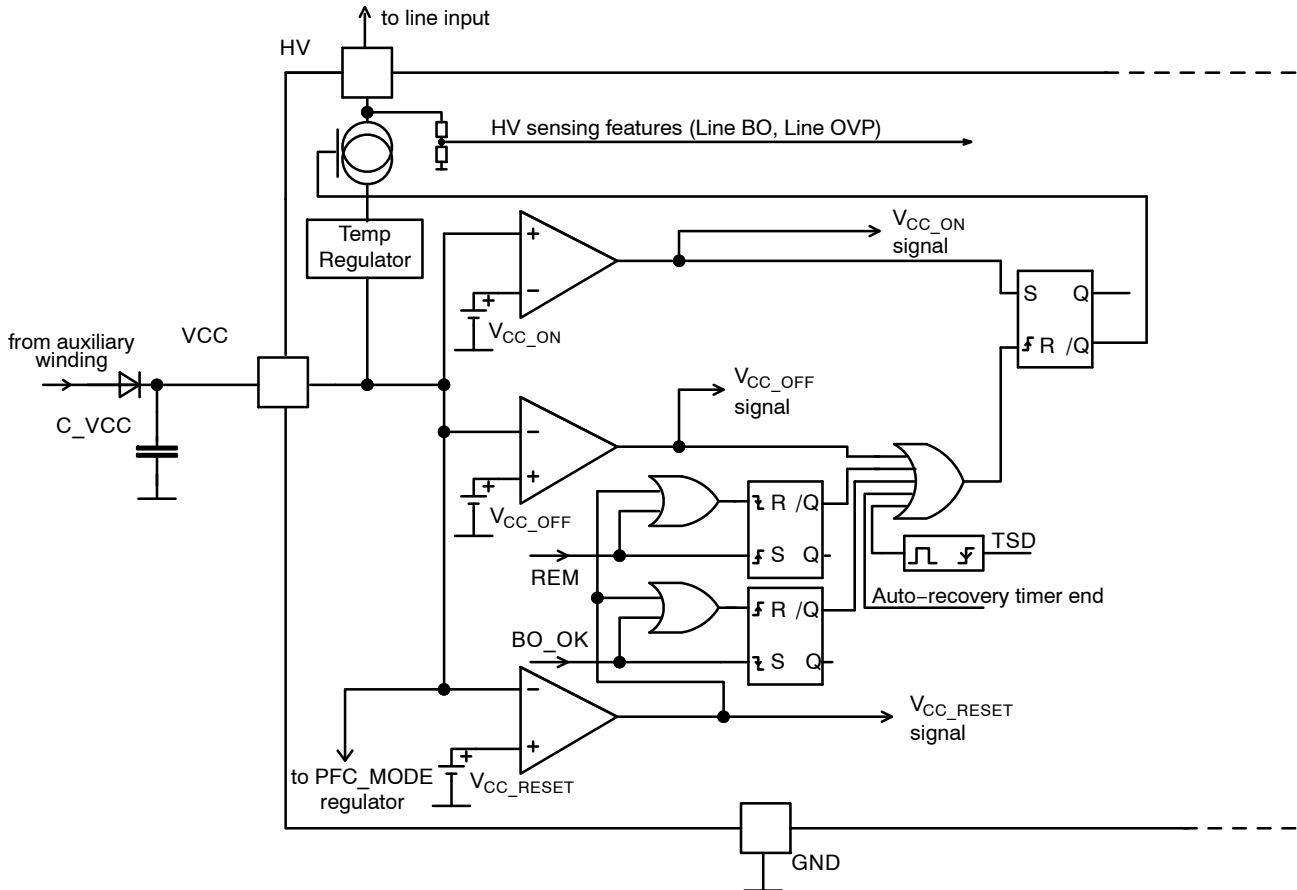 to line input
HV
HV sensing features (Line BO, Line OVP)
Temp
Regulator
+
−
+
VCC_ON
VCC_ON
signal
S Q
R /Q
from auxiliary
winding
VCC
C_VCC
VCC_OFF
signal
−
+
+
VCC_OFF
R /Q
S Q
REM
TSD
Auto−recovery timer end
R /Q
S Q
BO_OK
−
+
+
VCC_RESET
VCC_RESET
signal
to PFC_MODE
regulator
GND